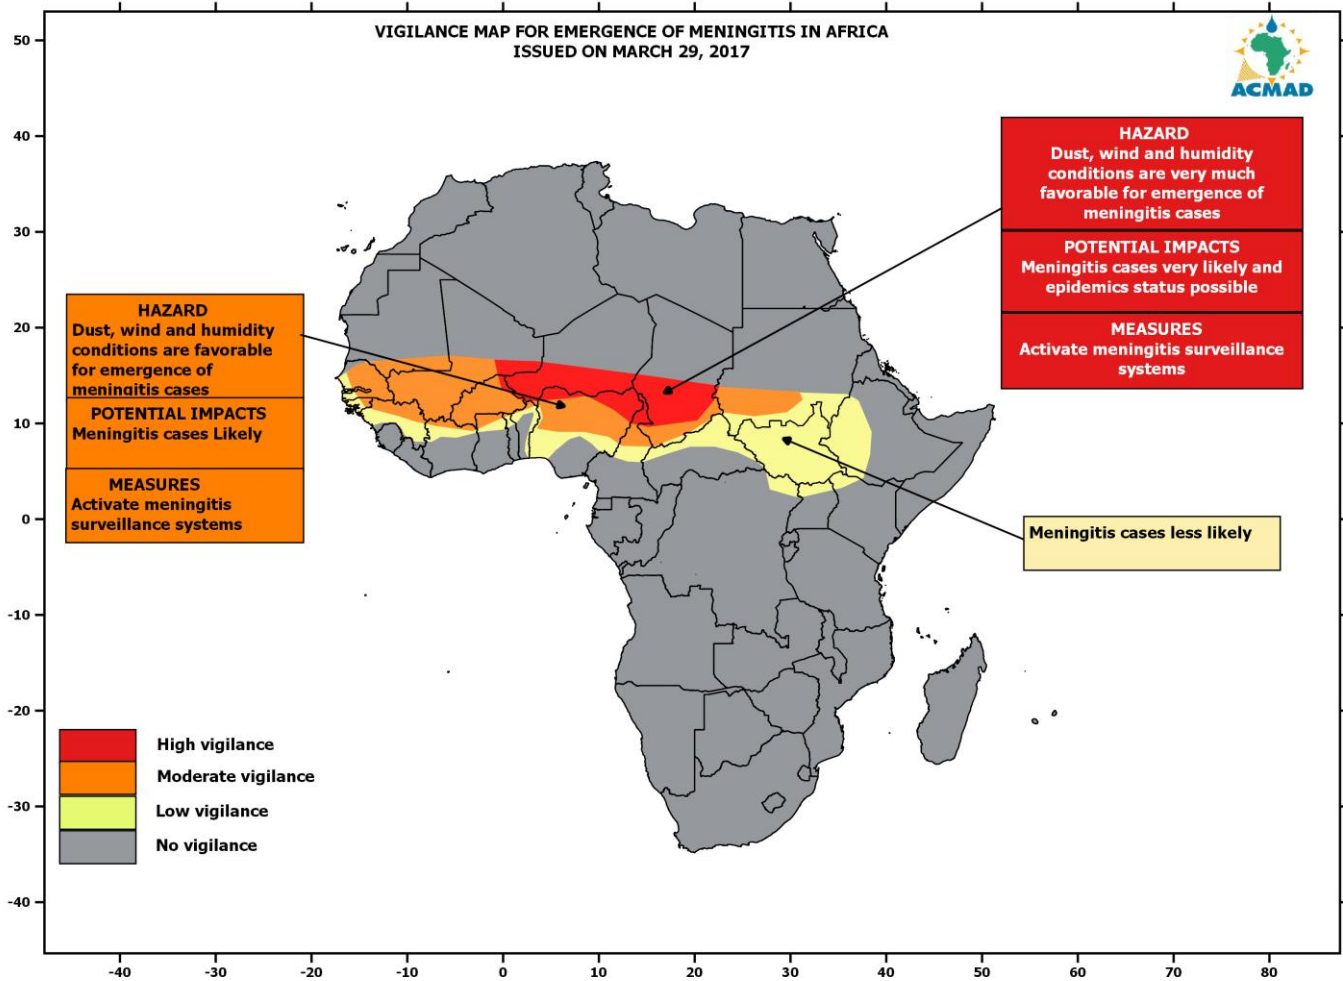 VIGILANCE MAP FOR EMERGENCE OF MENINGITIS IN AFRICA
ISSUED ON MARCH 29, 2017
ACMAD
HAZARD
Dust, wind and humidity
conditions are very much
favorable for emergence of
meningitis cases
POTENTIAL IMPACTS
Meningitis cases very likely and
epidemics status possible
MEASURES
Activate meningitis surveillance
systems
HAZARD
Dust, wind and humidity
conditions are favorable
for emergence of
meningitis cases
POTENTIAL IMPACTS
Meningitis cases Likely
MEASURES
Activate meningitis
surveillance systems
Meningitis cases less likely
High vigilance
Moderate vigilance
Low vigilance
No vigilance
50
40
30
20
10
0
-10
-20
-30
-40
-40
-30
-20
-10
0
10
20
30
40
50
60
70
80